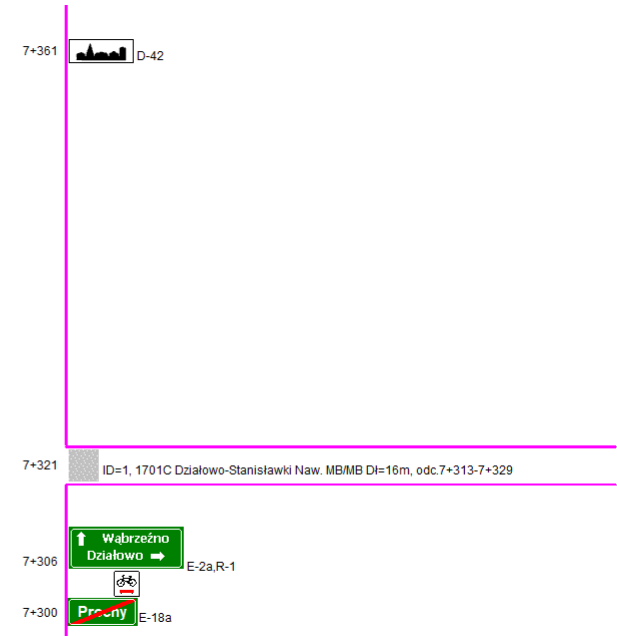 7+361 D-42
7+321 ID=1, 1701C Działowo-Stanisławki Naw. MB/MB Dł=16m, odc.7+313-7+329
Wąbrzeźno
Działowo
7+306 E-2a,R-1
7+300 Prochy E-18a